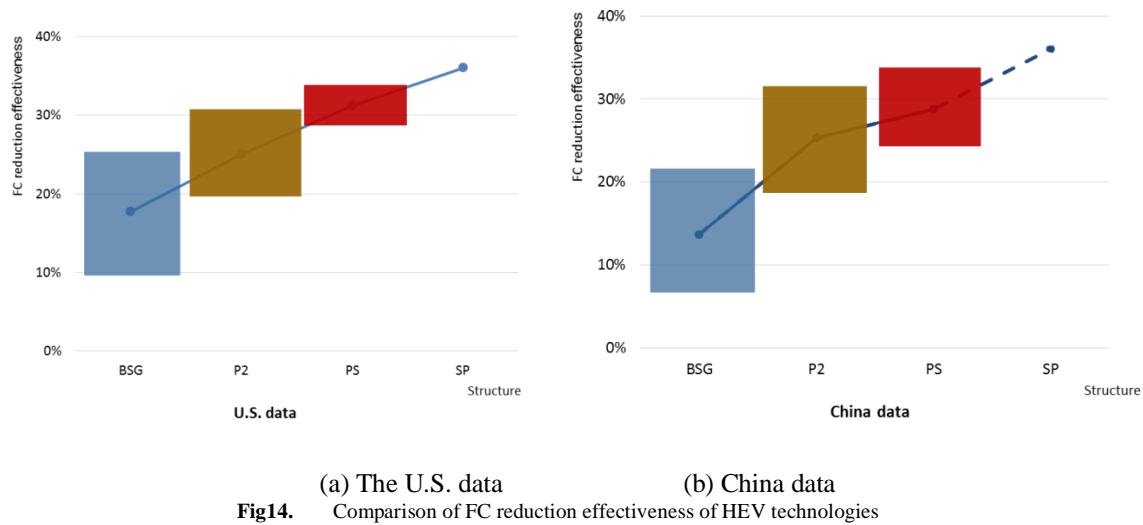 FC reduction effectiveness
40%
30%
20%
10%
0%
BSG P2 PS SP
Structure
U.S. data
FC reduction effectiveness
40%
30%
20%
10%
0%
BSG P2 PS SP
Structure
China data
(a) The U.S. data (b) China data
Fig14. Comparison of FC reduction effectiveness of HEV technologies